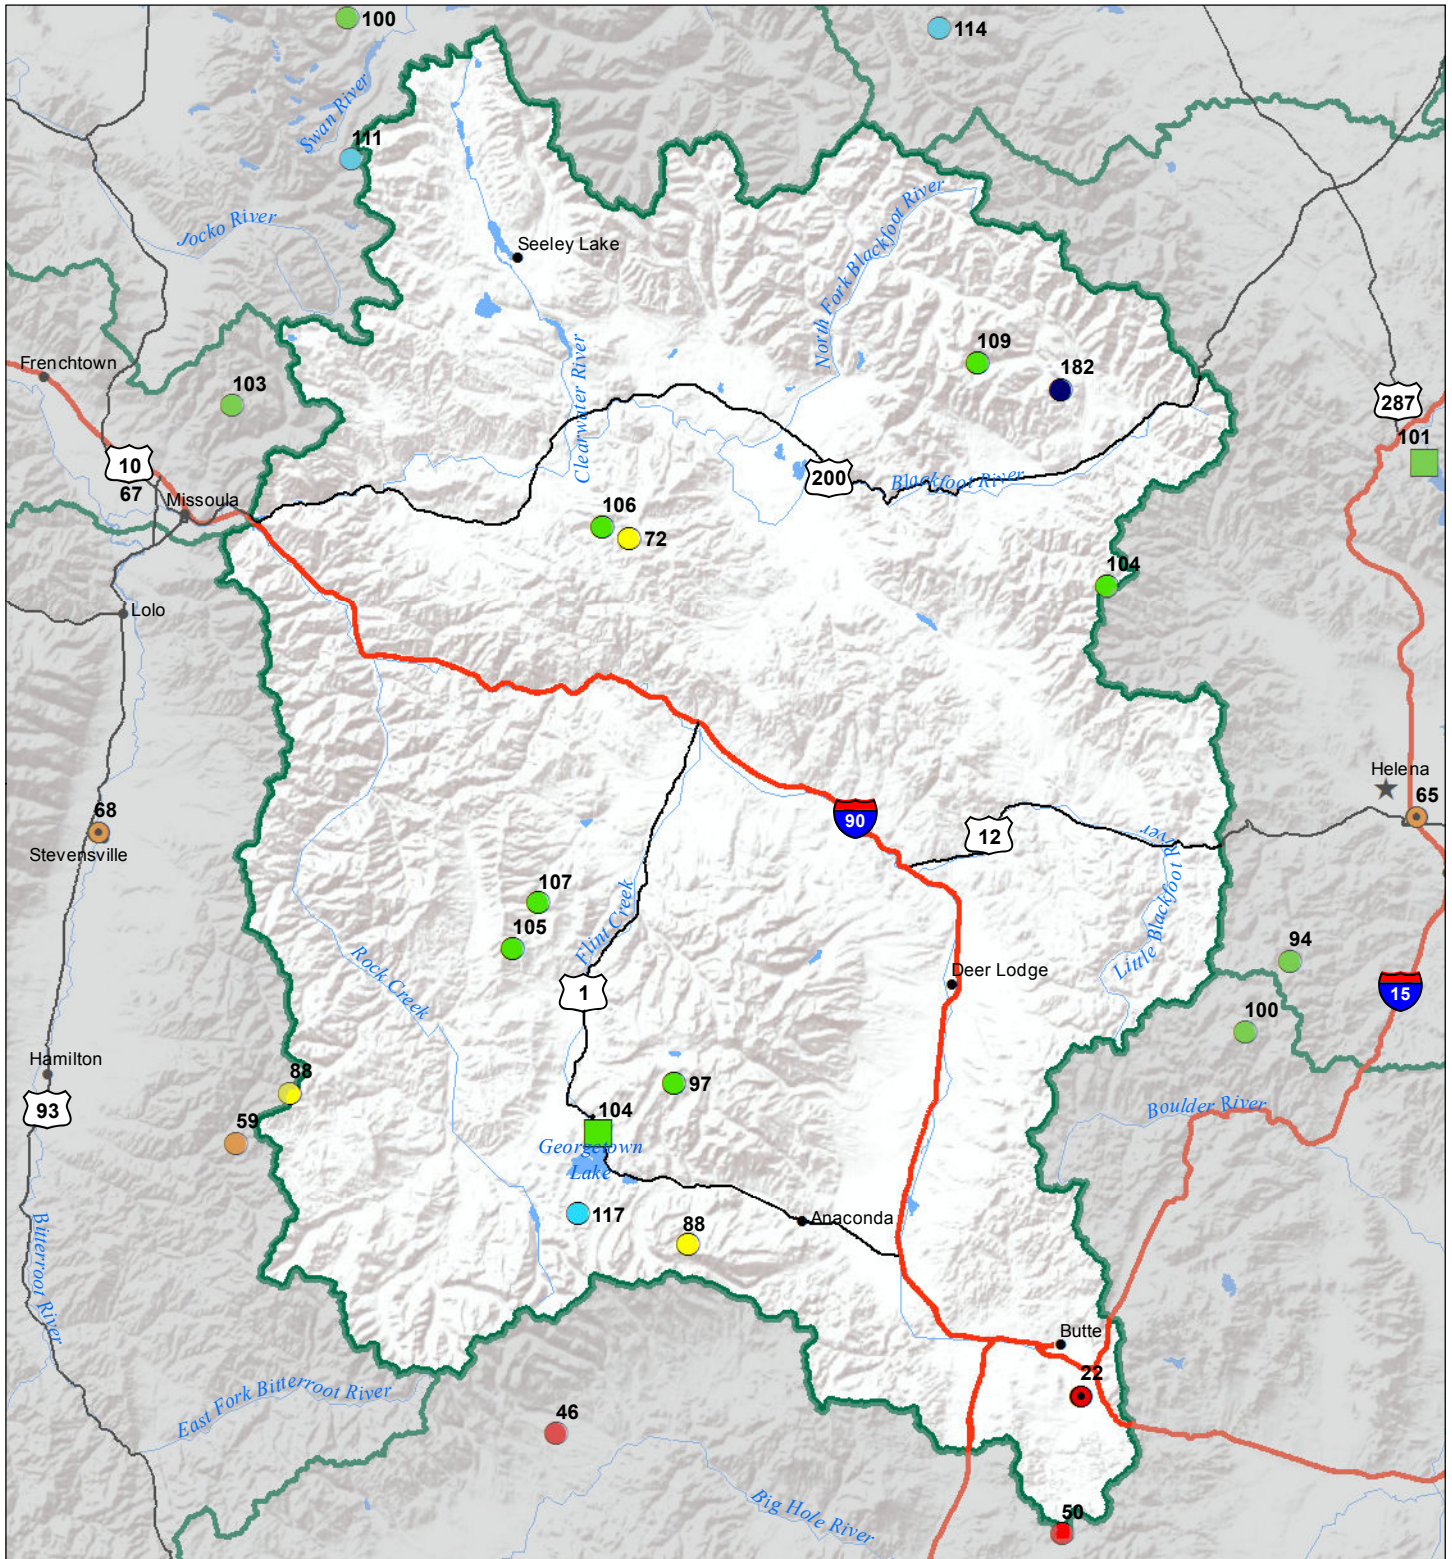 100
114
Swan River
111
Jocko River
Seeley Lake
North Fork Blackfoot River
Clearwater River
Frenchtown
103
109
182
287
101
10
67
Missoula
200
Blackfoot River
106
72
104
Lolo
Helena
65
68
Stevensville
90
12
Little Blackfoot River
107
105
Flint Creek
Rock Creek
94
Deer Lodge
1
15
100
Hamilton
88
97
93
59
104
Boulder River
Georgetown
Lake
117
88
Anaconda
Bitterroot River
Butte
22
East Fork Bitterroot River
46
Big Hole River
50